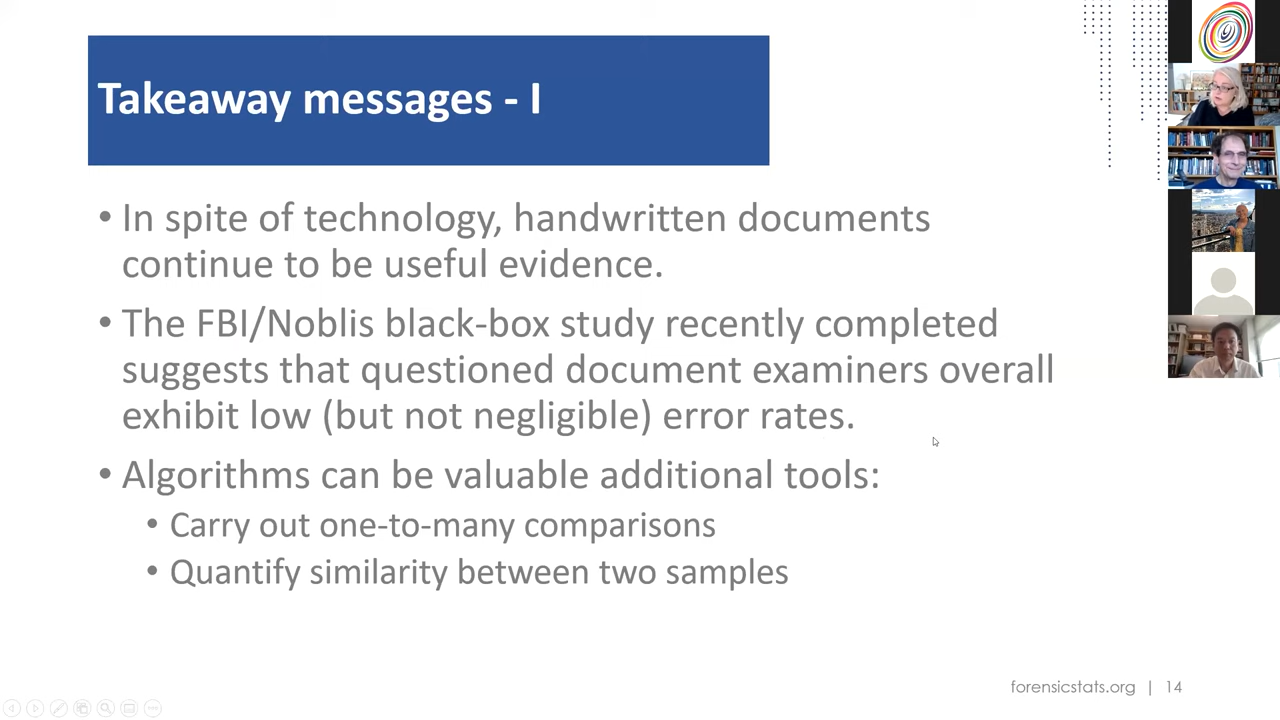 Takeaway messages - I
• In spite of technology, handwritten documents
continue to be useful evidence.
• The FBI/Noblis black-box study recently completed
suggests that questioned document examiners overall
exhibit low (but not negligible) error rates.
• Algorithms can be valuable additional tools:
• Carry out one-to-many comparisons
• Quantify similarity between two samples
forensicstats.org | 14